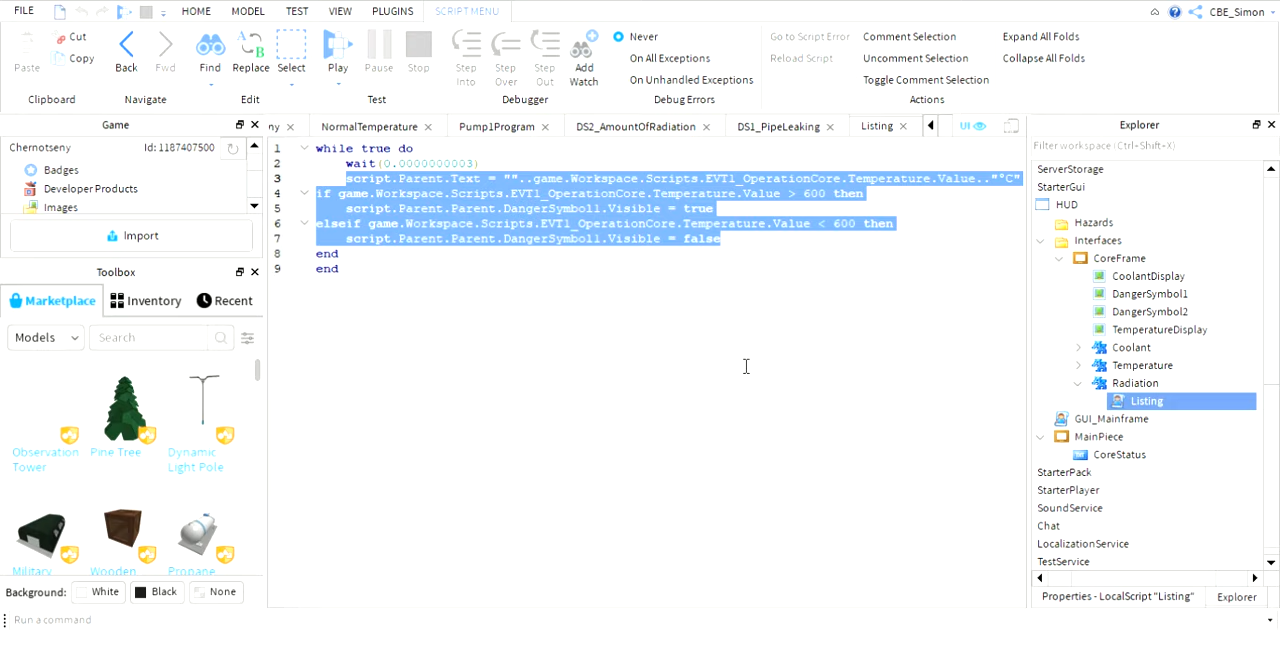 FILE HOME MODEL TEST VIEW PLUGINS SCRIPT MENU CBE_Simon
Paste Cut Copy
Clipboard
Back Fwd
Navigate
Find Replace Select
Edit
Play Pause Stop
Test
Step Into Step Over Step Out Add Watch
Debugger
Never
On All Exceptions
On Unhandled Exceptions
Debug Errors
Go to Script Error
Reload Script
Comment Selection
Uncomment Selection
Toggle Comment Selection
Expand All Folds
Collapse All Folds
Actions
Game
Chernotseny Id: 1187407500
Badges
Developer Products
Images
Import
Toolbox
Marketplace Inventory Recent
Models Search
Observation Tower
Pine Tree
Dynamic Light Pole
Military
Wooden
Propane
Background: White Black None
Run a command
ny NormalTemperature Pump1Program DS2_AmountOfRadiation DS1_PipeLeaking Listing UI
1 while true do
2 wait(0.0000000003)
3 script.Parent.Text = ""..game.Workspace.Scripts.EVT1_OperationCore.Temperature.Value.."°C"
4 if game.Workspace.Scripts.EVT1_OperationCore.Temperature.Value > 600 then
5 script.Parent.Parent.DangerSymbol1.Visible = true
6 elseif game.Workspace.Scripts.EVT1_OperationCore.Temperature.Value < 600 then
7 script.Parent.Parent.DangerSymbol1.Visible = false
8 end
9 end
Explorer
Filter workspace (Ctrl+Shift+X)
ServerStorage
StarterGui
HUD
Hazards
Interfaces
CoreFrame
CoolantDisplay
DangerSymbol1
DangerSymbol2
TemperatureDisplay
Coolant
Temperature
Radiation
Listing
GUI_Mainframe
MainPiece
CoreStatus
StarterPack
StarterPlayer
SoundService
Chat
LocalizationService
TestService
Properties - LocalScript "Listing" Explorer